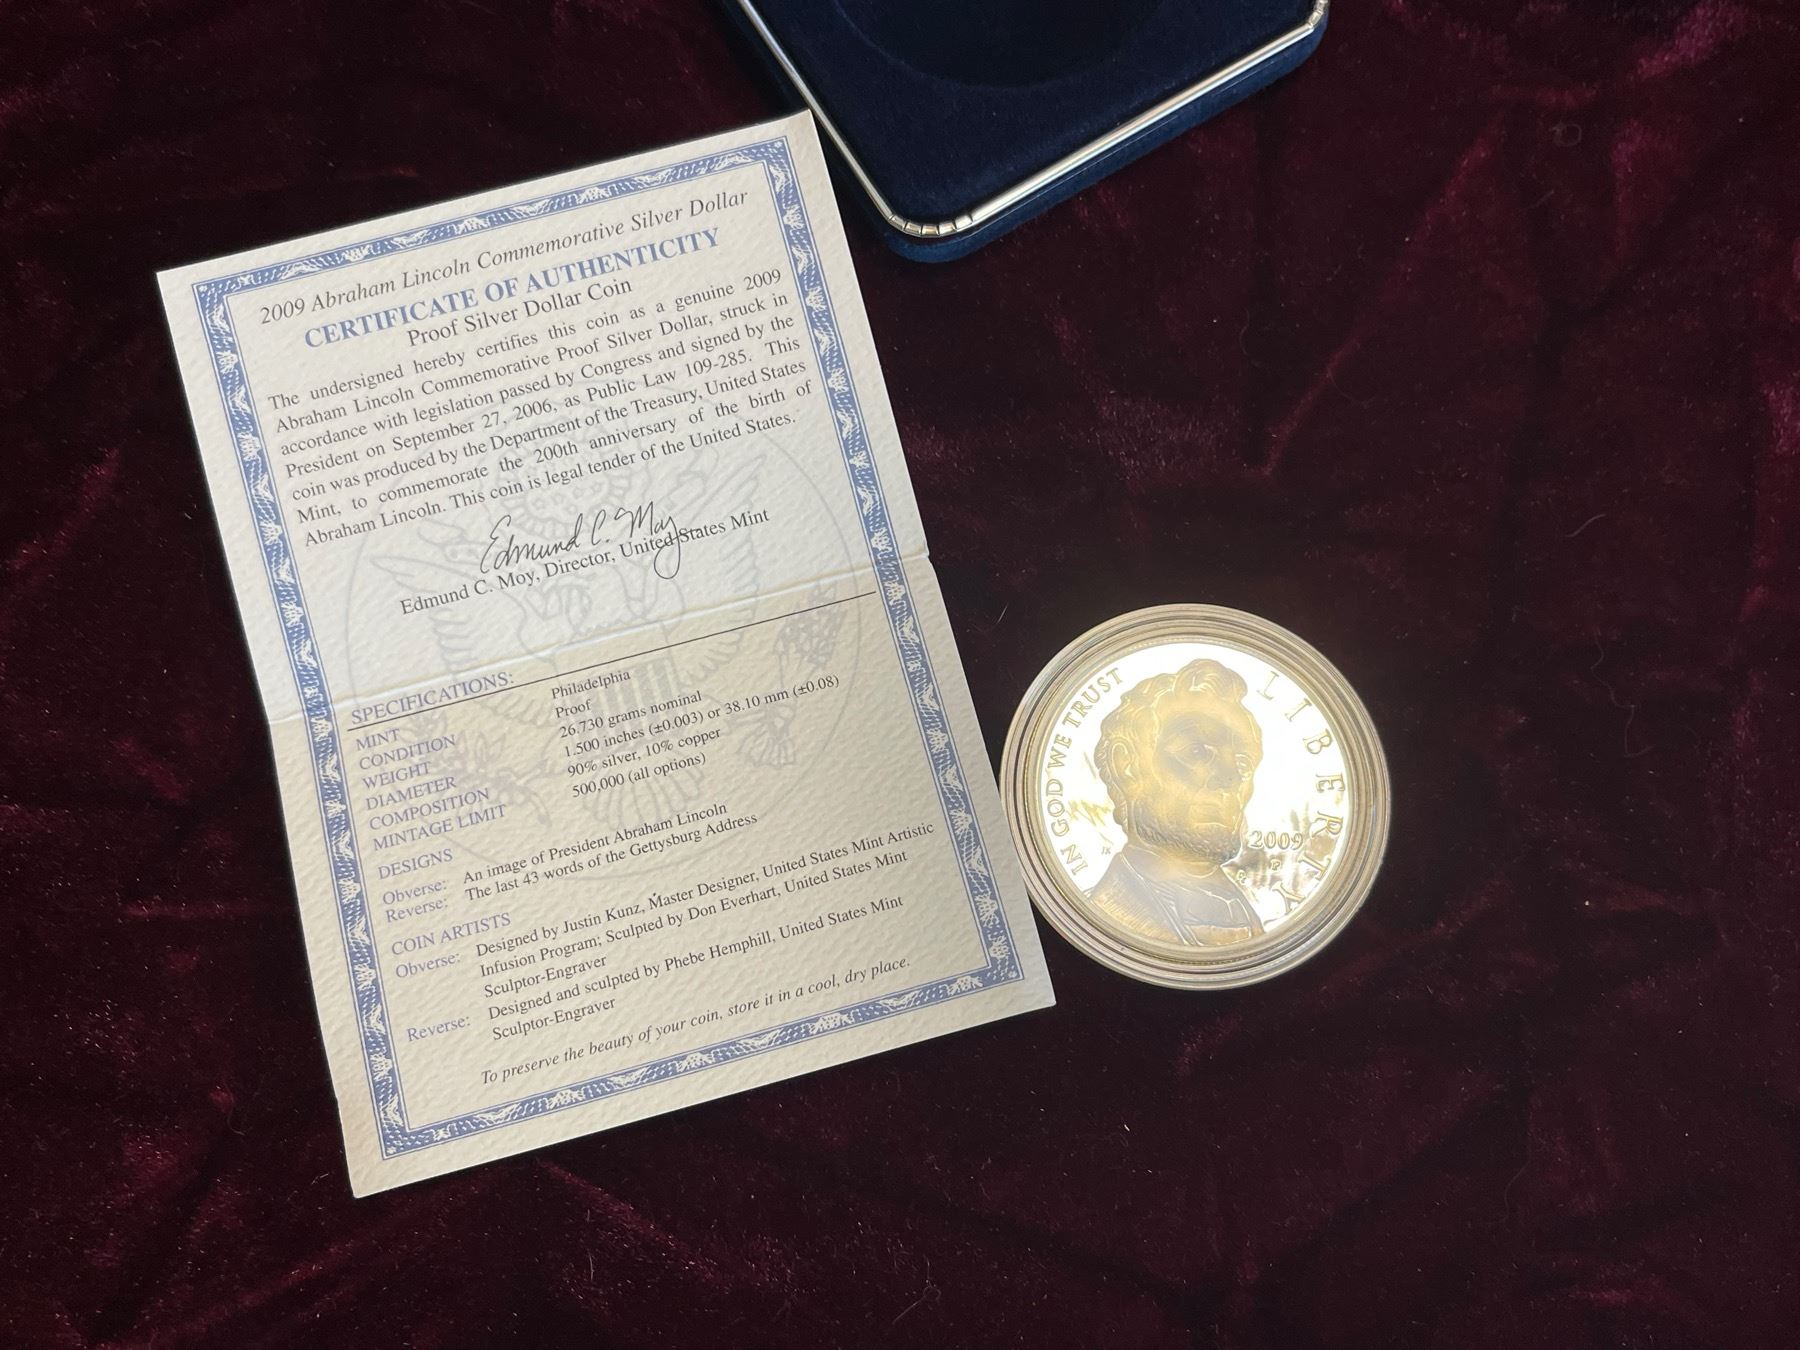 2009 Abraham Lincoln Commemorative Silver Dollar
CERTIFICATE OF AUTHENTICITY
Proof Silver Dollar Coin
The undersigned hereby certifies this coin as a genuine 2009
Abraham Lincoln Commemorative Proof Silver Dollar, struck in
accordance with legislation passed by Congress and signed by the
President on September 27, 2006, as Public Law 109-285. This
coin was produced by the Department of the Treasury, United States
Mint, to commemorate the 200th anniversary of the birth of
Abraham Lincoln. This coin is legal tender of the United States.
Edmund C. Moy
Edmund C. Moy, Director, United States Mint
SPECIFICATIONS:
MINT Philadelphia
CONDITION Proof
WEIGHT 26.730 grams nominal
DIAMETER 1.500 inches (±0.003) or 38.10 mm (±0.08)
COMPOSITION 90% silver, 10% copper
MINTAGE LIMIT 500,000 (all options)
DESIGNS
Obverse: An image of President Abraham Lincoln
Reverse: The last 43 words of the Gettysburg Address
COIN ARTISTS
Obverse: Designed by Justin Kunz, Master Designer, United States Mint Artistic
Infusion Program; Sculpted by Don Everhart, United States Mint
Sculptor-Engraver
Reverse: Designed and sculpted by Phebe Hemphill, United States Mint
Sculptor-Engraver
To preserve the beauty of your coin, store it in a cool, dry place.
IN GOD WE TRUST
LIBERTY
2009
P
JK